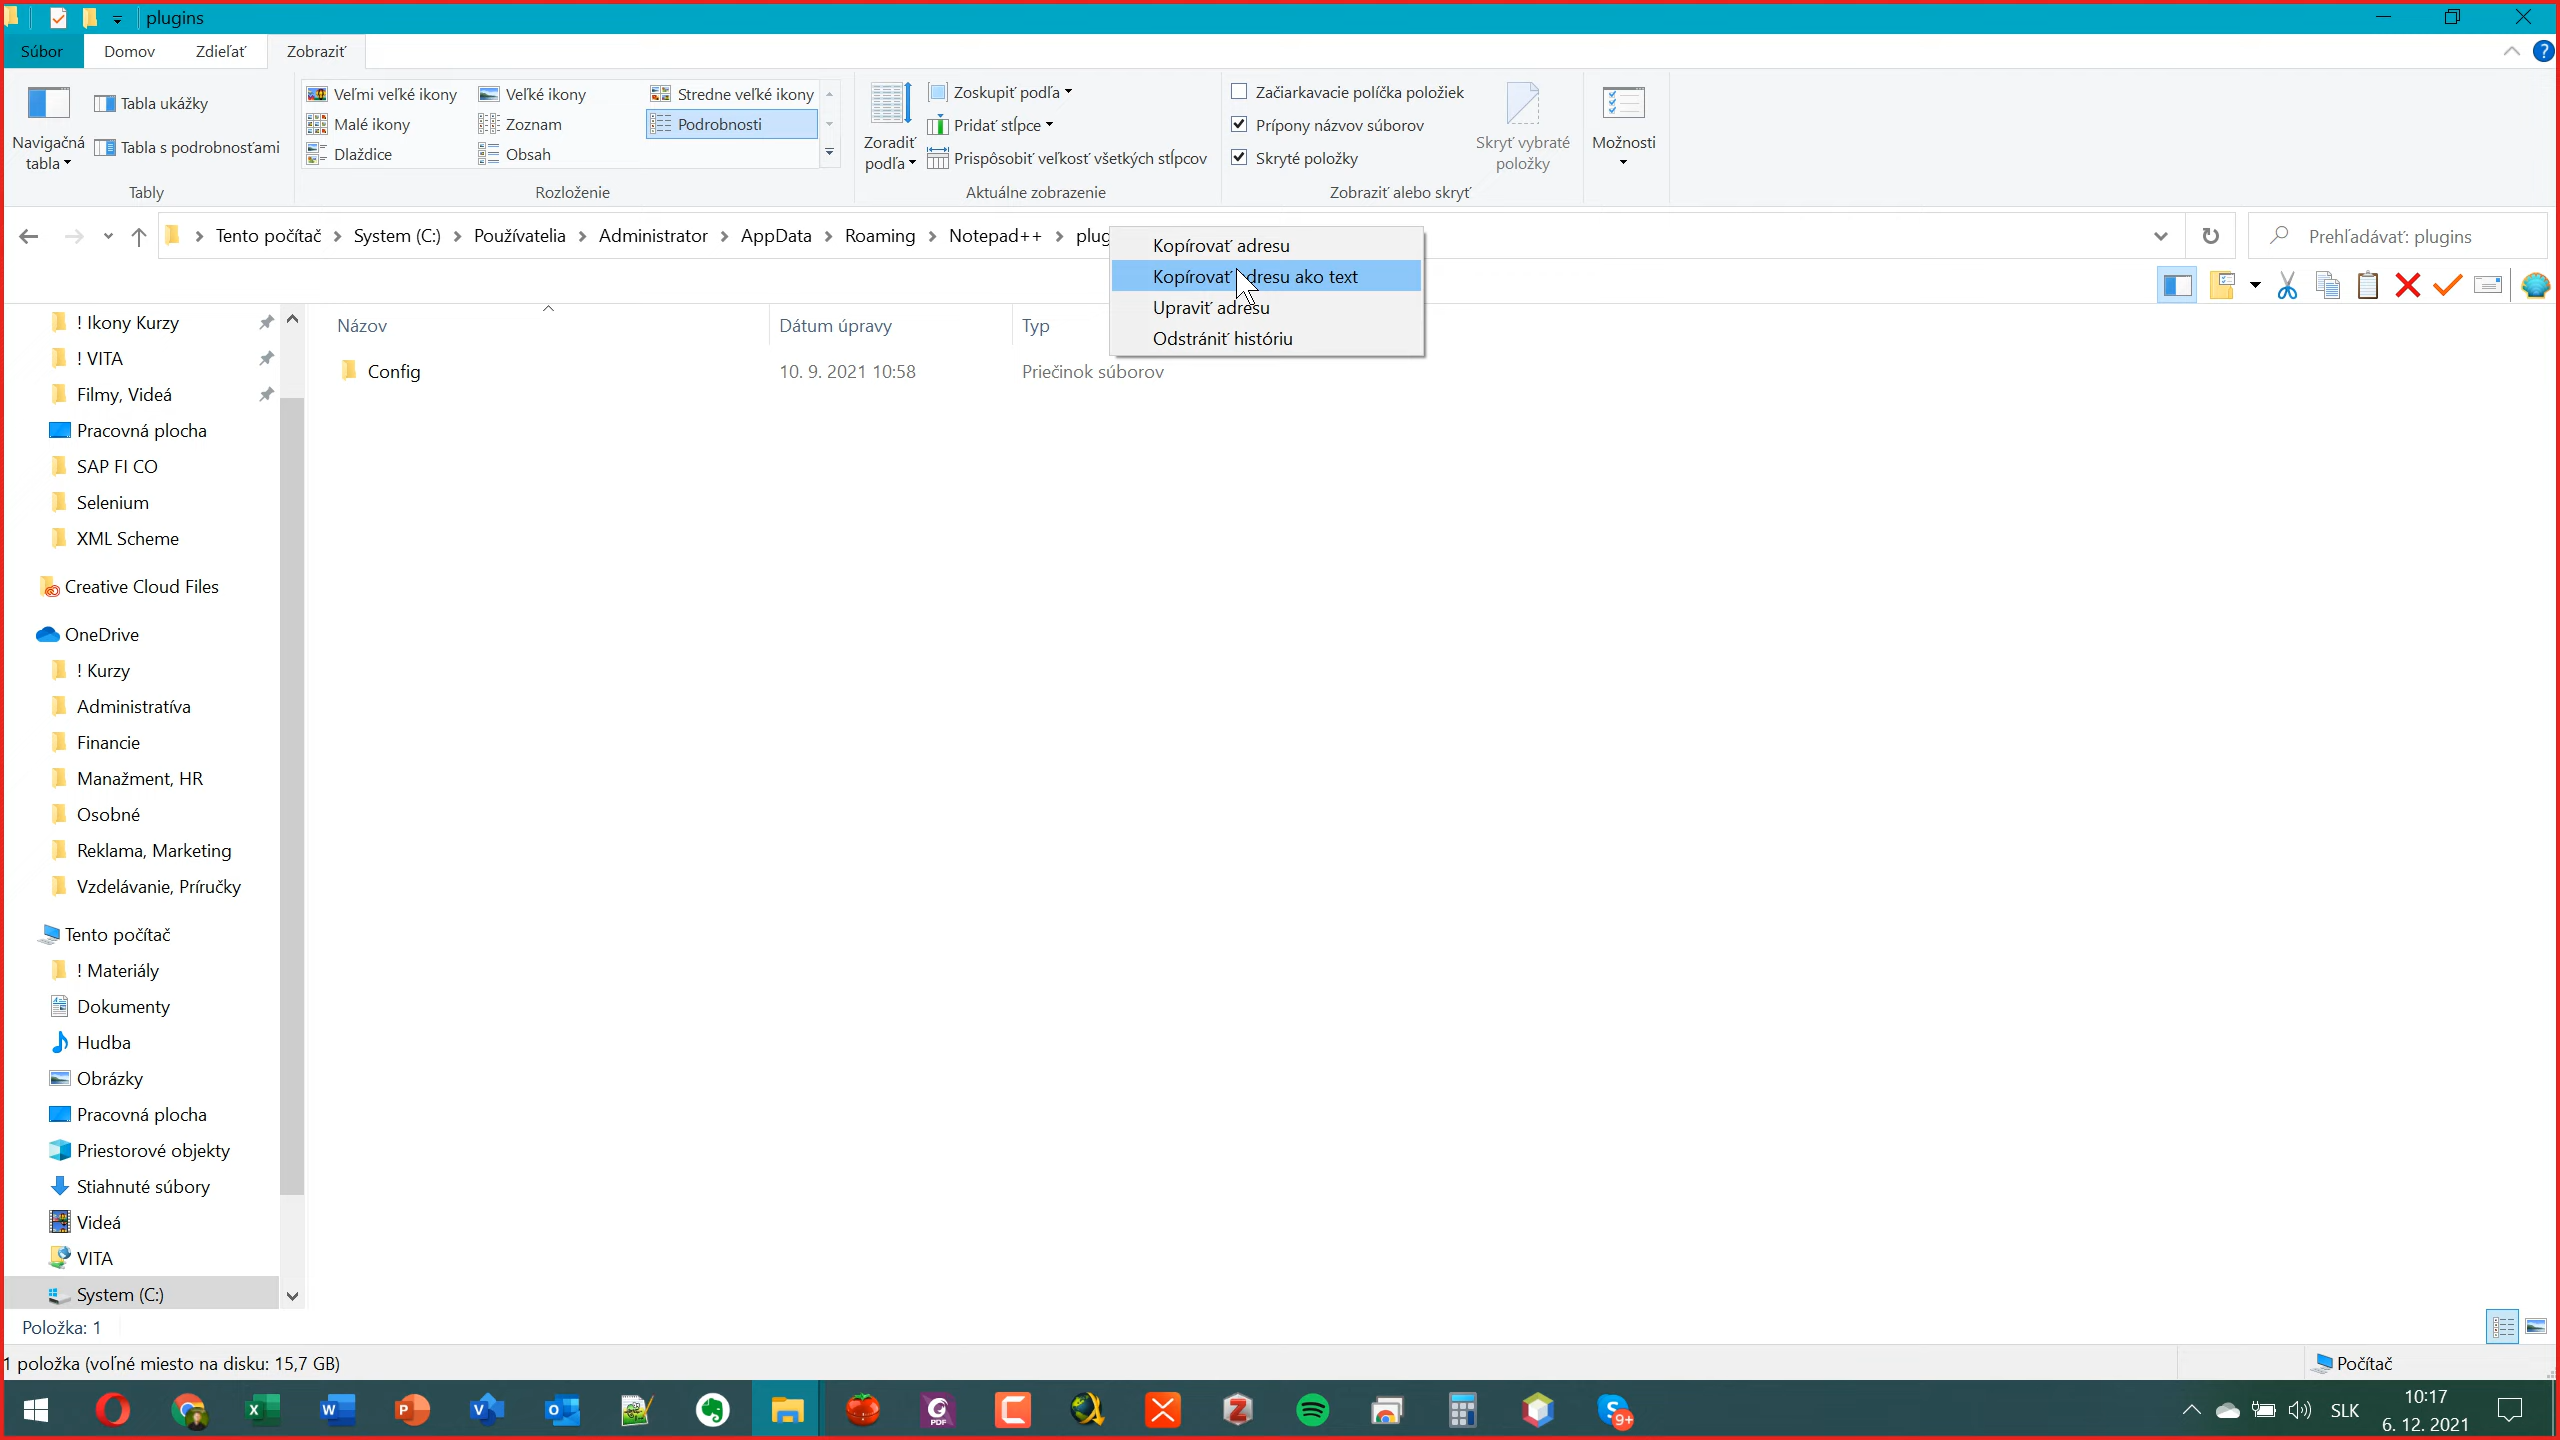 plugins
Súbor Domov Zdieľať Zobraziť
Navigačná tabla
Tabla ukážky
Tabla s podrobnosťami
Tably
Veľmi veľké ikony Veľké ikony Stredne veľké ikony
Malé ikony Zoznam Podrobnosti
Dlaždice Obsah
Rozloženie
Zoradiť podľa
Zoskupiť podľa
Pridať stĺpce
Prispôsobiť veľkosť všetkých stĺpcov
Aktuálne zobrazenie
Začiarkavacie políčka položiek
Prípony názvov súborov
Skryté položky
Skryť vybraté položky
Zobraziť alebo skryť
Možnosti
Tento počítač System (C:) Používatelia Administrator AppData Roaming Notepad++ plug
Prehľadávať: plugins
Kopírovať adresu
Kopírovať adresu ako text
Upraviť adresu
Odstrániť históriu
Názov Dátum úpravy Typ
Config 10. 9. 2021 10:58 Priečinok súborov
! Ikony Kurzy
! VITA
Filmy, Videá
Pracovná plocha
SAP FI CO
Selenium
XML Scheme
Creative Cloud Files
OneDrive
! Kurzy
Administratíva
Financie
Manažment, HR
Osobné
Reklama, Marketing
Vzdelávanie, Príručky
Tento počítač
! Materiály
Dokumenty
Hudba
Obrázky
Pracovná plocha
Priestorové objekty
Stiahnuté súbory
Videá
VITA
System (C:)
Položka: 1
1 položka (voľné miesto na disku: 15,7 GB)
Počítač
PDF
9+
SLK
10:17
6. 12. 2021